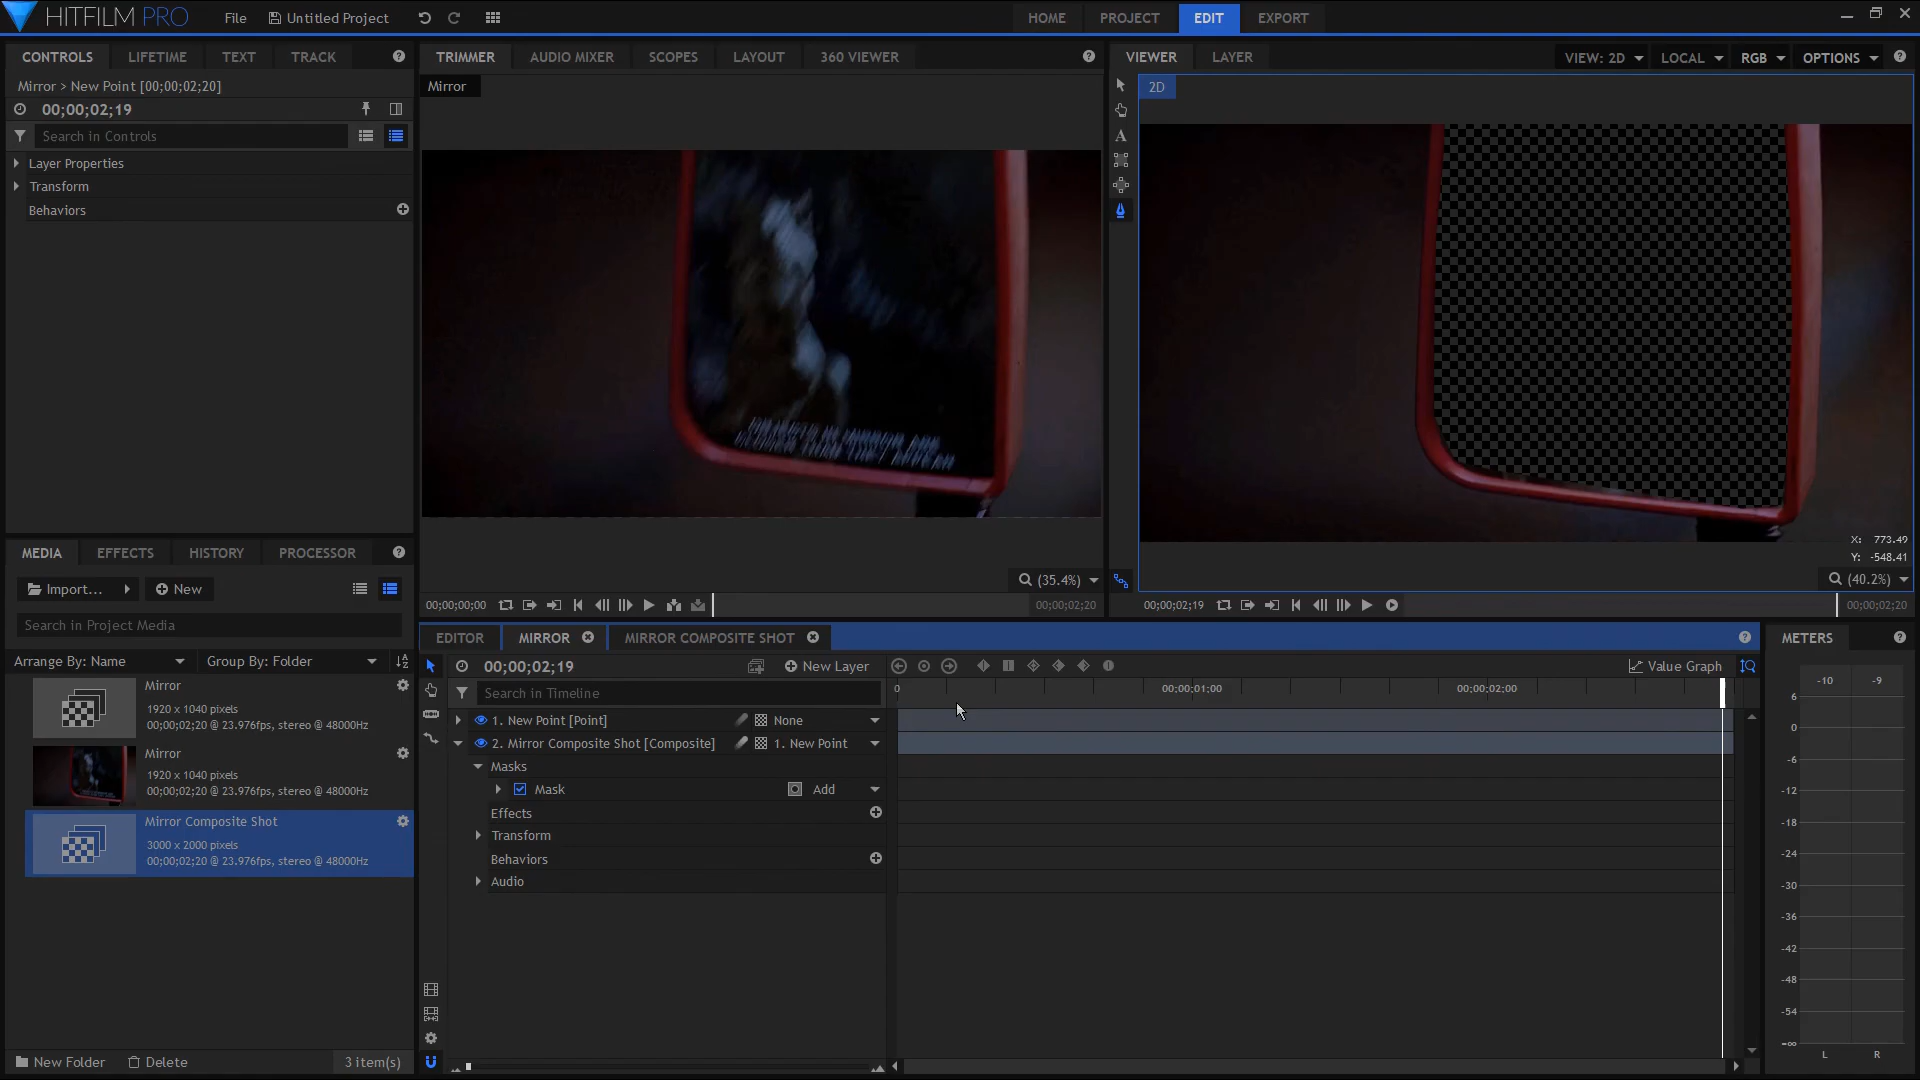 HITFILM PRO
File
Untitled Project
HOME
PROJECT
EDIT
EXPORT
CONTROLS
LIFETIME
TEXT
TRACK
Mirror > New Point [00;00;02;20]
00;00;02;19
Search in Controls
Layer Properties
Transform
Behaviors
TRIMMER
AUDIO MIXER
SCOPES
LAYOUT
360 VIEWER
Mirror
(35.4%)
00;00;00;00
00;00;02;20
VIEWER
LAYER
VIEW: 2D
LOCAL
RGB
OPTIONS
2D
A
X: 773.49
Y: -548.41
(40.2%)
00;00;02;19
00;00;02;20
MEDIA
EFFECTS
HISTORY
PROCESSOR
Import...
New
Search in Project Media
Arrange By: Name
Group By: Folder
Mirror
1920 x 1040 pixels
00;00;02;20 @ 23.976fps, stereo @ 48000Hz
Mirror
1920 x 1040 pixels
00;00;02;20 @ 23.976fps, stereo @ 48000Hz
Mirror Composite Shot
3000 x 2000 pixels
00;00;02;20 @ 23.976fps, stereo @ 48000Hz
New Folder
Delete
3 item(s)
EDITOR
MIRROR
MIRROR COMPOSITE SHOT
00;00;02;19
New Layer
Value Graph
Search in Timeline
0
00;00;01;00
00;00;02;00
1. New Point [Point]
None
2. Mirror Composite Shot [Composite]
1. New Point
Masks
Mask
Add
Effects
Transform
Behaviors
Audio
METERS
-10
-9
6
0
-6
-12
-18
-24
-30
-36
-42
-48
-54
-∞
L
R